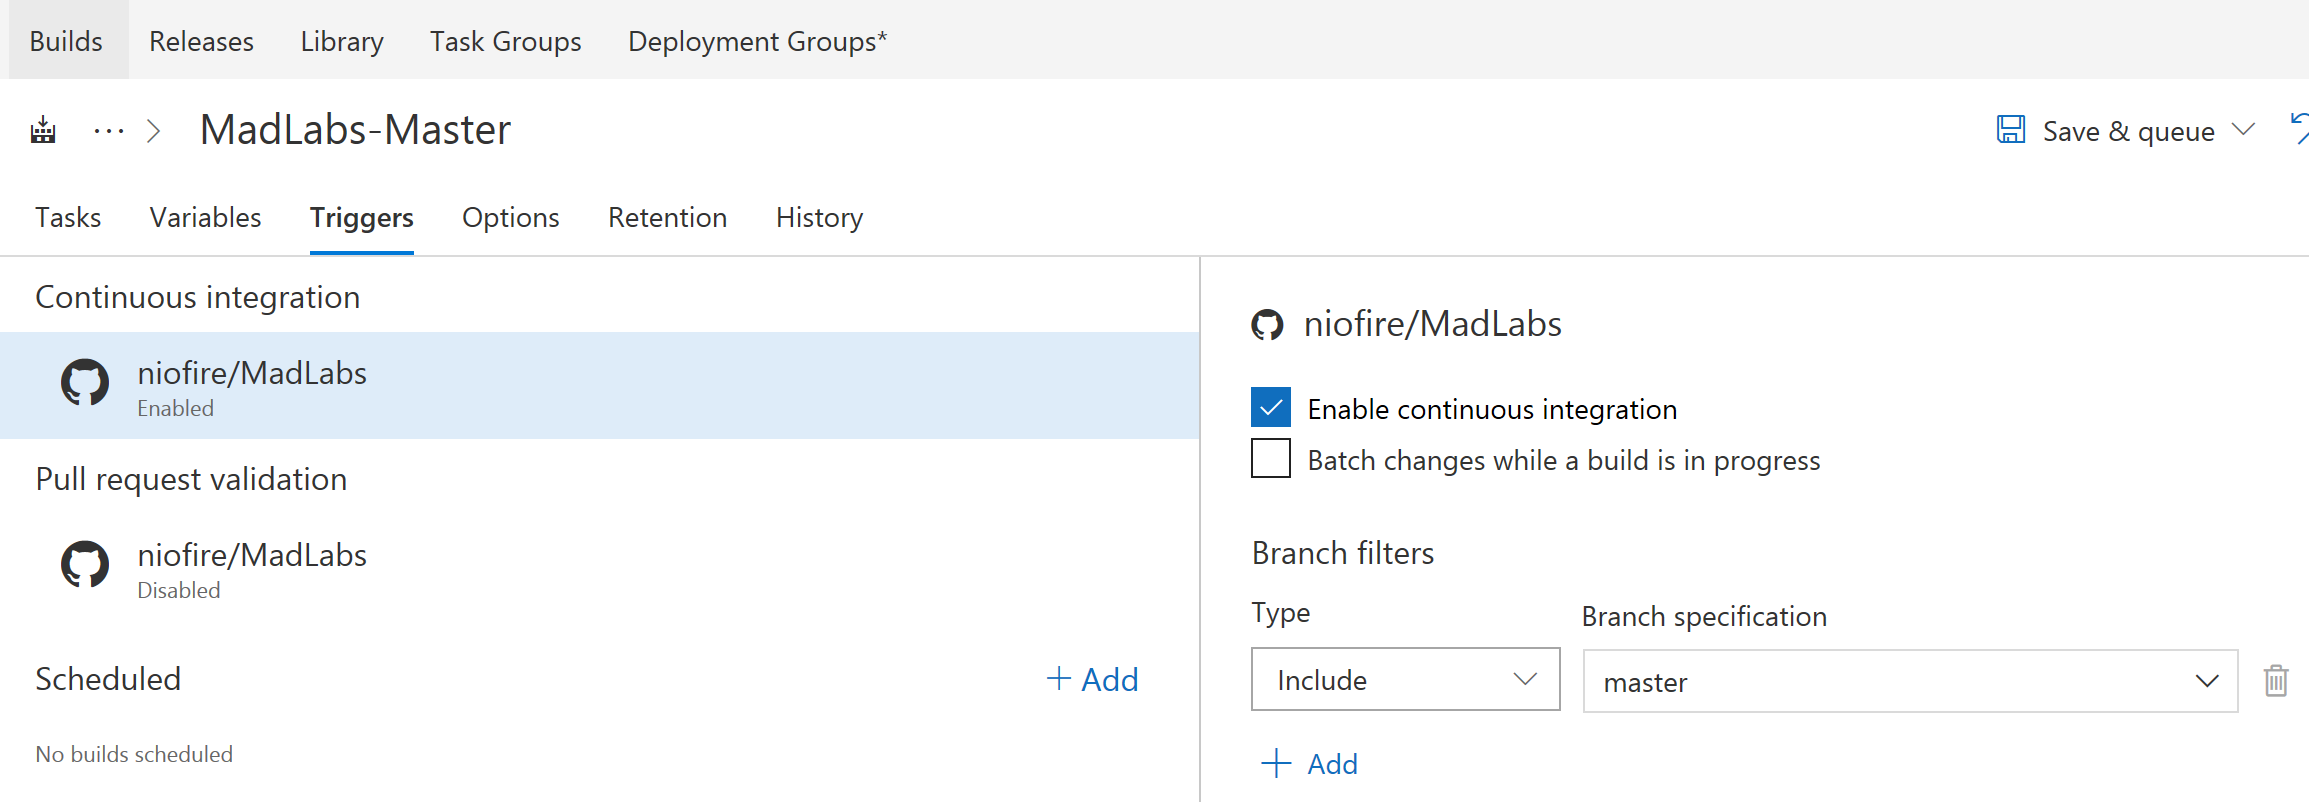 Builds Releases Library Task Groups Deployment Groups*
... MadLabs-Master Save & queue
Tasks Variables Triggers Options Retention History
Continuous integration
niofire/MadLabs
Enabled
Pull request validation
niofire/MadLabs
Disabled
Scheduled + Add
No builds scheduled
niofire/MadLabs
Enable continuous integration
Batch changes while a build is in progress
Branch filters
Type Branch specification
Include master
+ Add